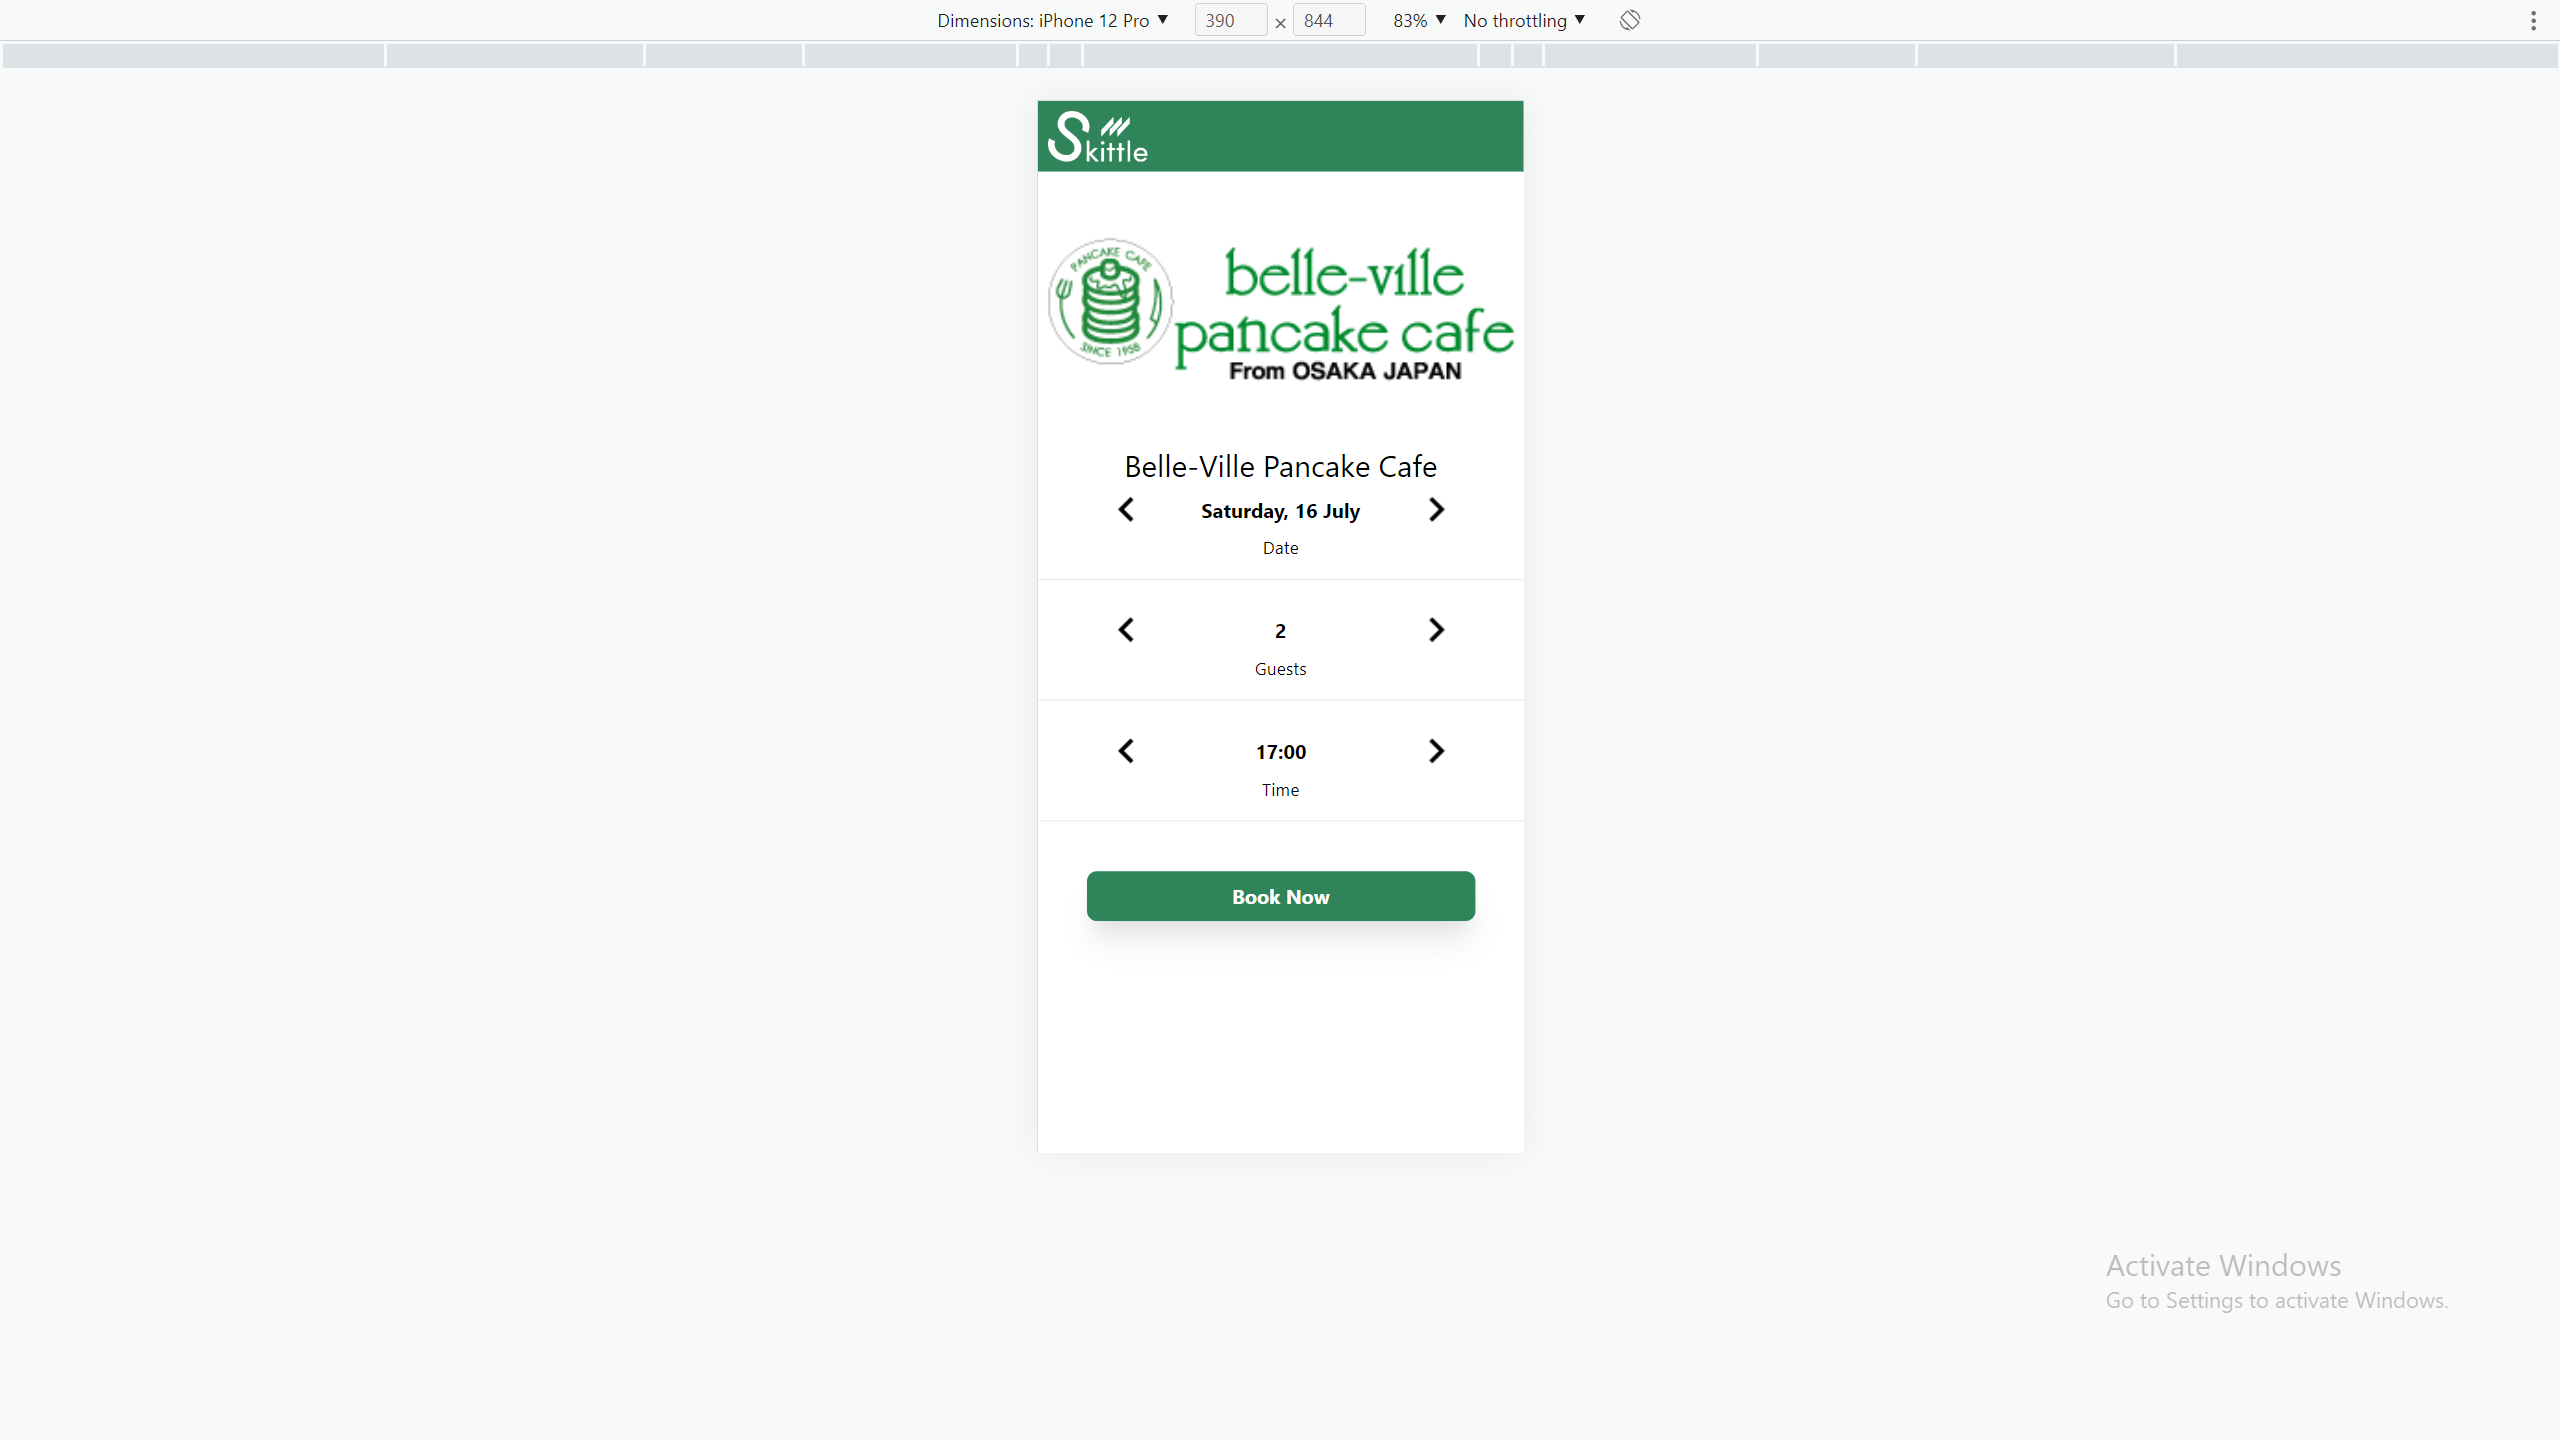 Dimensions: iPhone 12 Pro ▼ 390 × 844 83% ▼ No throttling ▼
Skittle
PANCAKE CAFE
SINCE 1958
belle-ville
pancake cafe
From OSAKA JAPAN
Belle-Ville Pancake Cafe
Saturday, 16 July
Date
2
Guests
17:00
Time
Book Now
Activate Windows
Go to Settings to activate Windows.